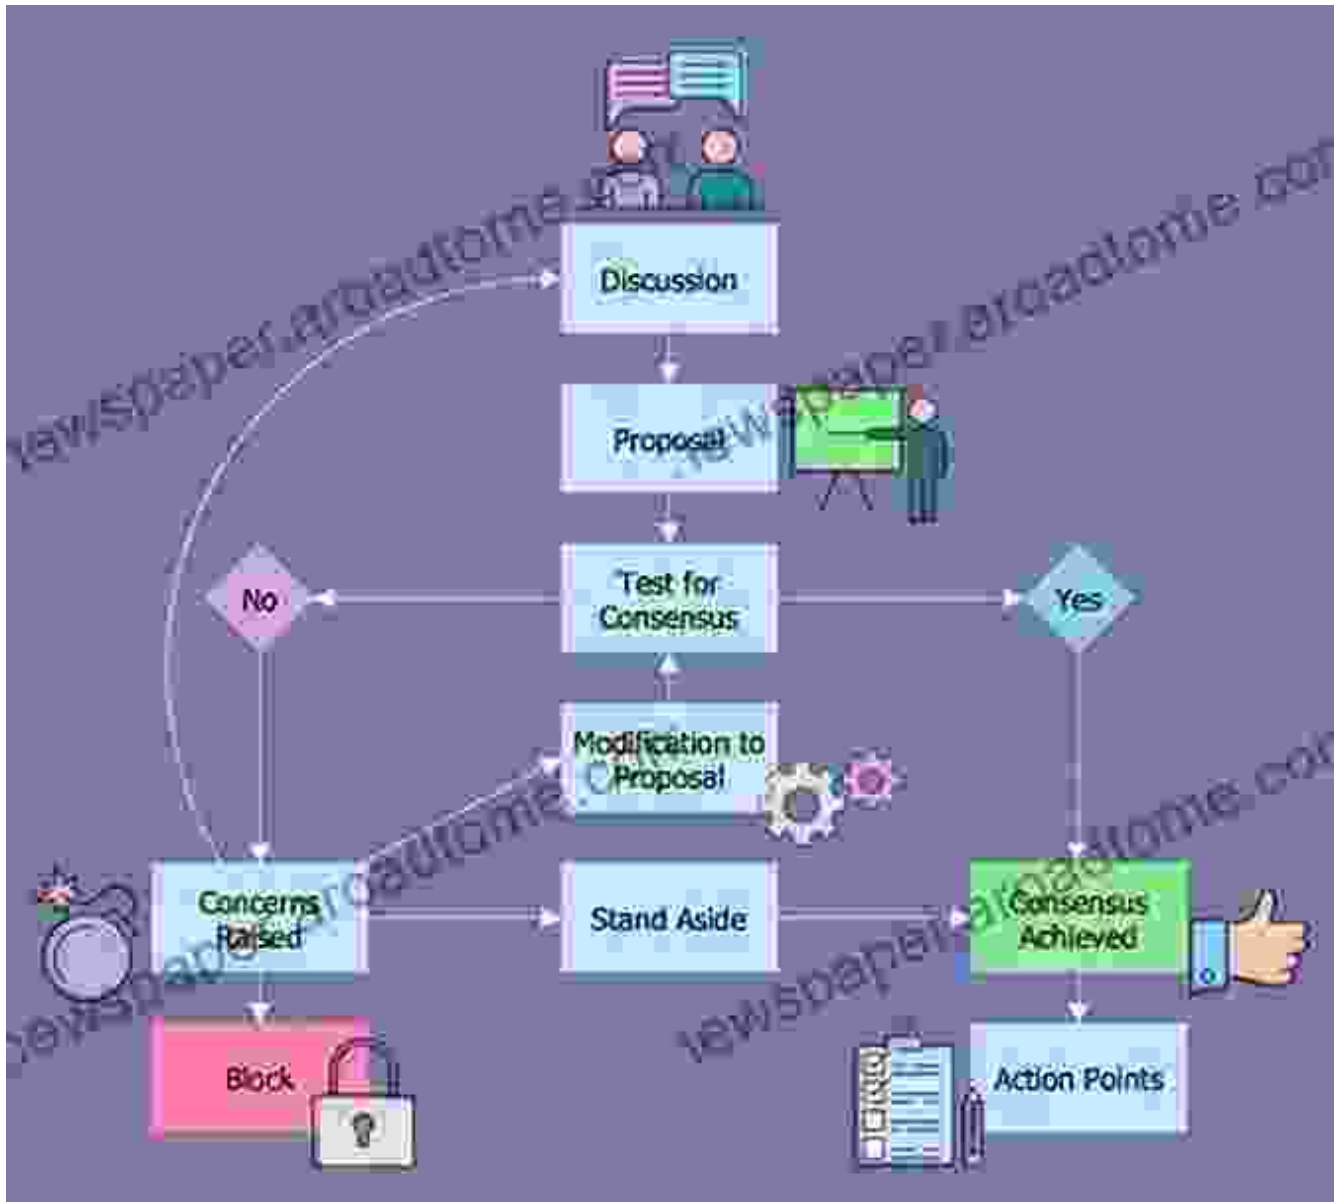 Discussion
Proposal
Test for
Consensus
No
Yes
Modification to
Proposal
Concerns
Raised
Stand Aside
Consensus
Achieved
Block
Action Points